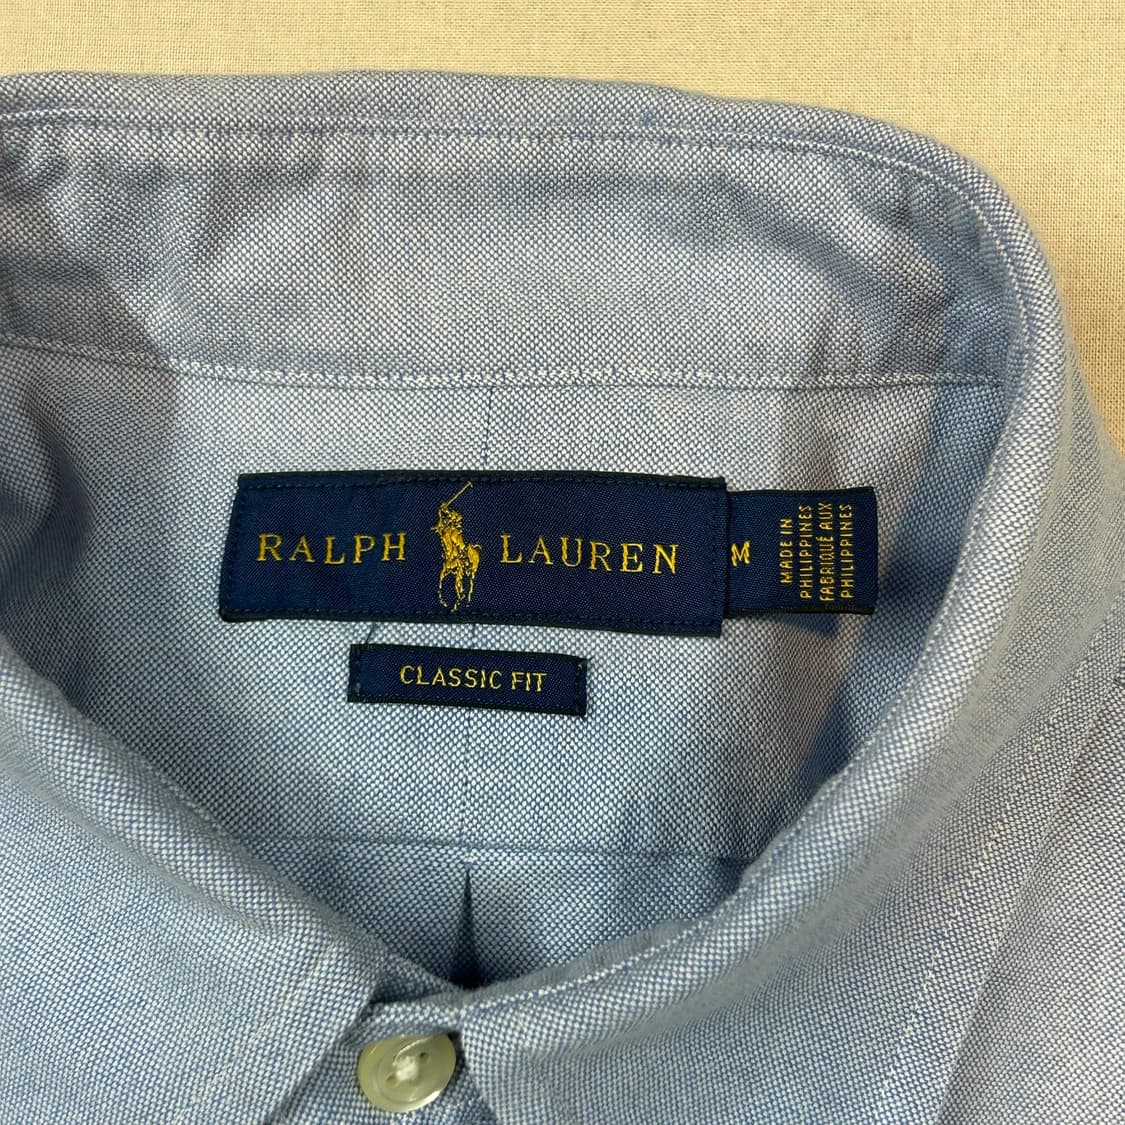 RALPH LAUREN
M
MADE IN
PHILIPPINES
FABRIQUÉ AUX
PHILIPPINES
CLASSIC FIT